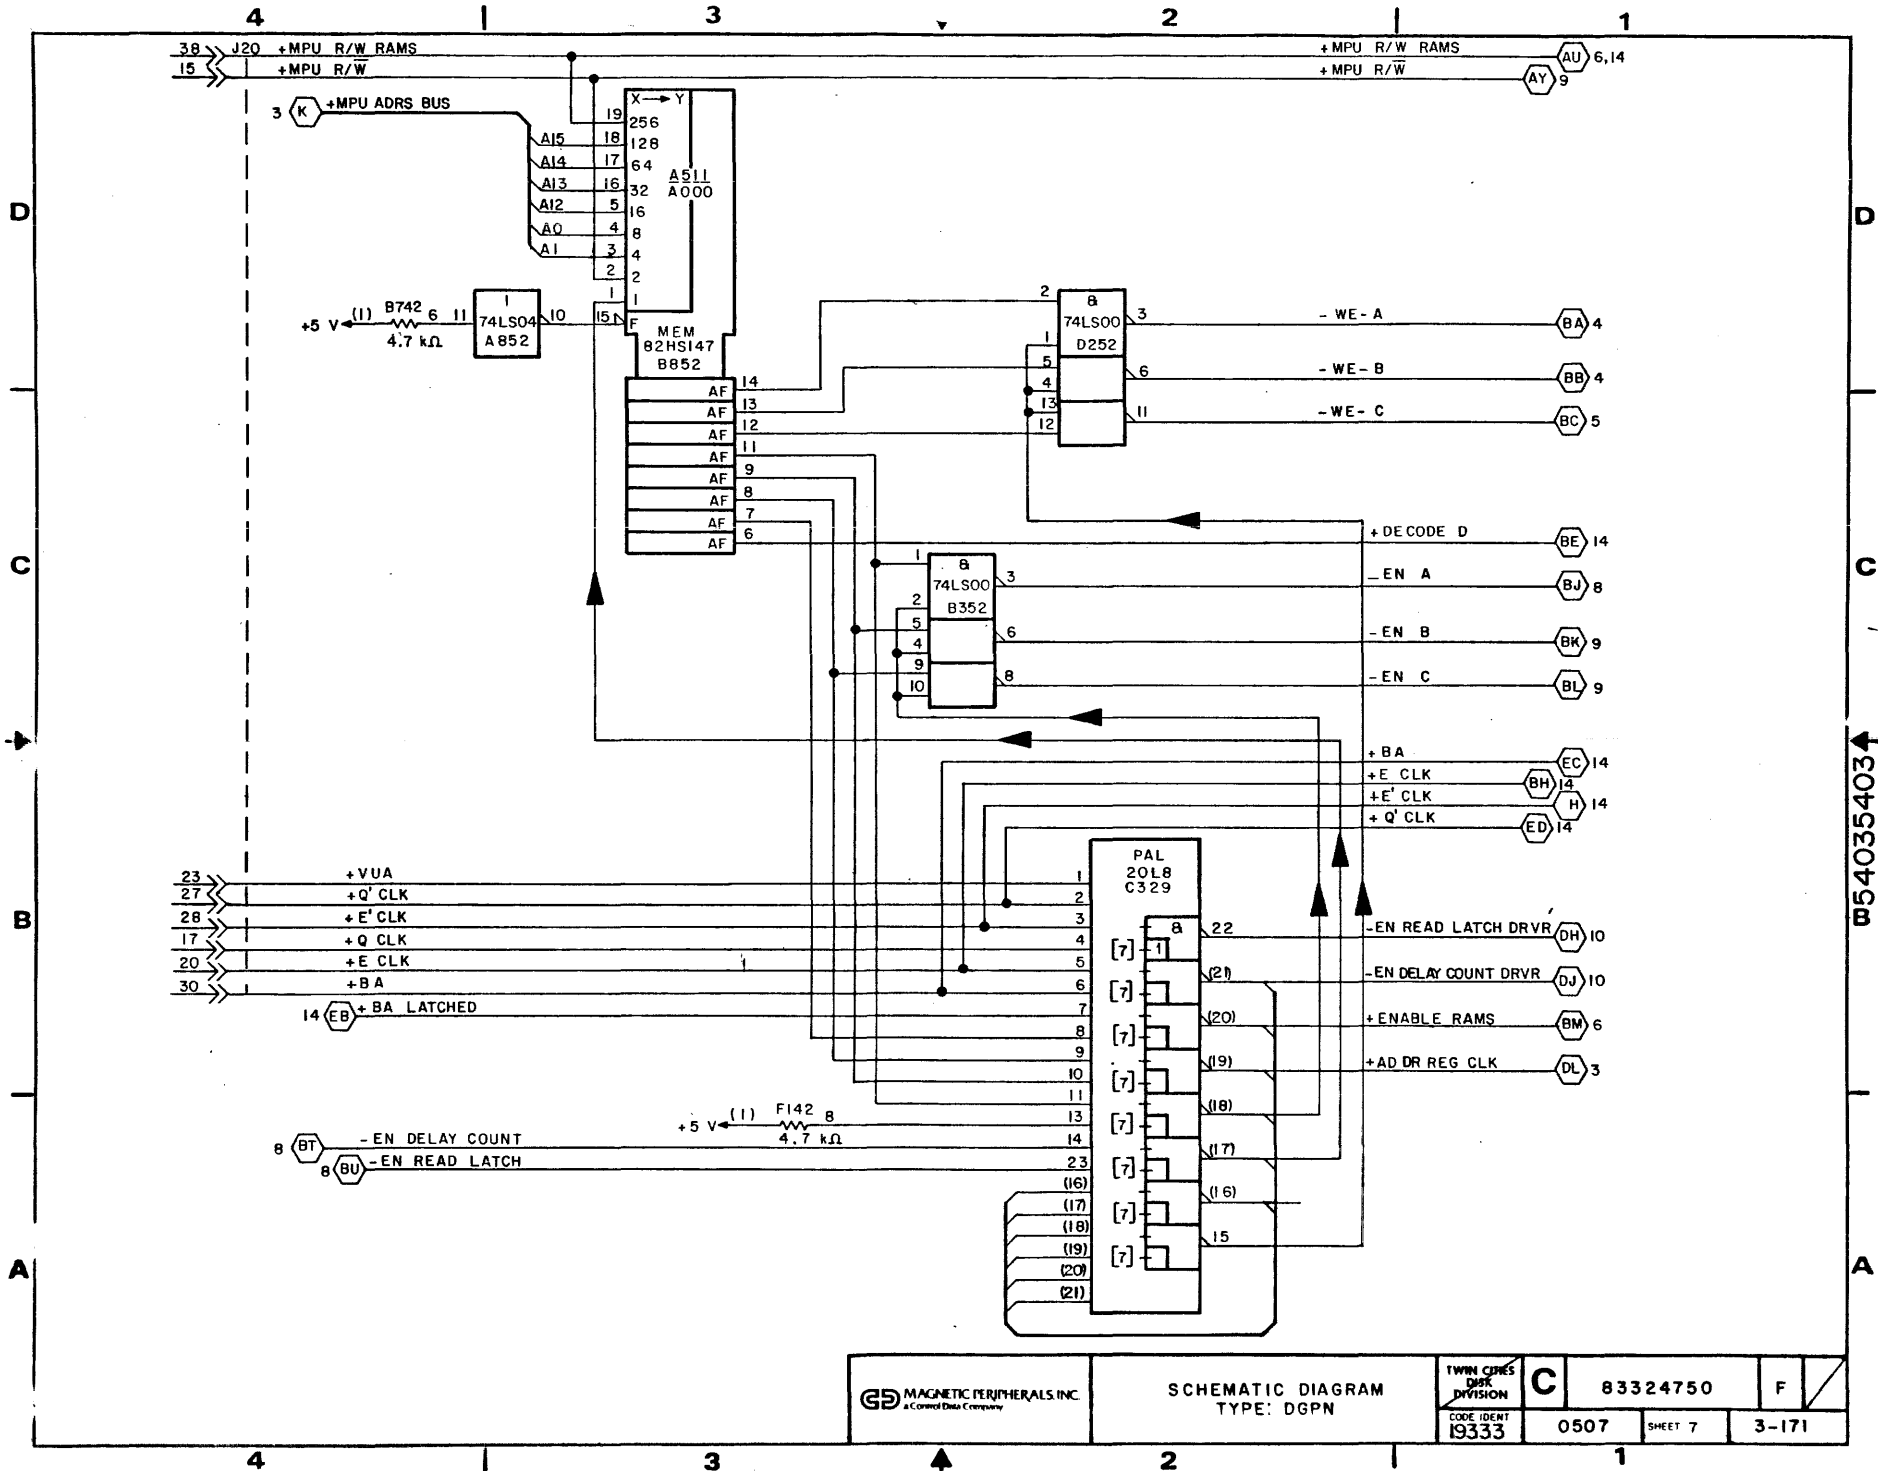 4 3 2 1
38 J20 +MPU R/W RAMS +MPU R/W RAMS AU 6,14
15 +MPU R/W̅ +MPU R/W̅ AY 9
3 K +MPU ADRS BUS
X → Y
19 256
A15 18 128
A14 17 64
A13 16 32
A12 5 16
A0 4 8
A1 3 4
2 2
1 1
15 F
A511
A000
MEM
82HS147
B852
+5 V (1) B742 6 11
4.7 kΩ
1
74LS04
A852
10
AF 14
AF 13
AF 12
AF 11
AF 9
AF 8
AF 7
AF 6
2 & 3 -WE-A BA 4
74LS00
1 D252
5 6 -WE-B BB 4
4
13 11 -WE-C BC 5
12
D D
+DECODE D BE 14
C C
1 & 3 -EN A BJ 8
74LS00
2 B352
5 6 -EN B BK 9
4
9 8 -EN C BL 9
10
+BA EC 14
+E CLK BH 14
+E' CLK H 14
+Q' CLK ED 14
B554035403
PAL
20L8
C329
23 +VUA 1
27 +Q' CLK 2
28 +E' CLK 3
17 +Q CLK 4
20 +E CLK 5
30 +BA 6
14 EB +BA LATCHED 7
8
9
10
11
+5 V (1) F142 8 13
4.7 kΩ
8 BT -EN DELAY COUNT 14
8 BU -EN READ LATCH 23
(16)
(17)
(18)
(19)
(20)
(21)
B B
[7] & 1 22 -EN READ LATCH DRVR DH 10
[7] (21) -EN DELAY COUNT DRVR DJ 10
[7] (20) +ENABLE RAMS BM 6
[7] (19) +ADDR REG CLK DL 3
[7] (18)
[7] (17)
[7] (16)
[7] 15
A A
MAGNETIC PERIPHERALS INC.
a Control Data Company
SCHEMATIC DIAGRAM
TYPE: DGPN
TWIN CITIES
DISK
DIVISION
C 83324750 F
CODE IDENT
19333
0507 SHEET 7 3-171
4 3 2 1